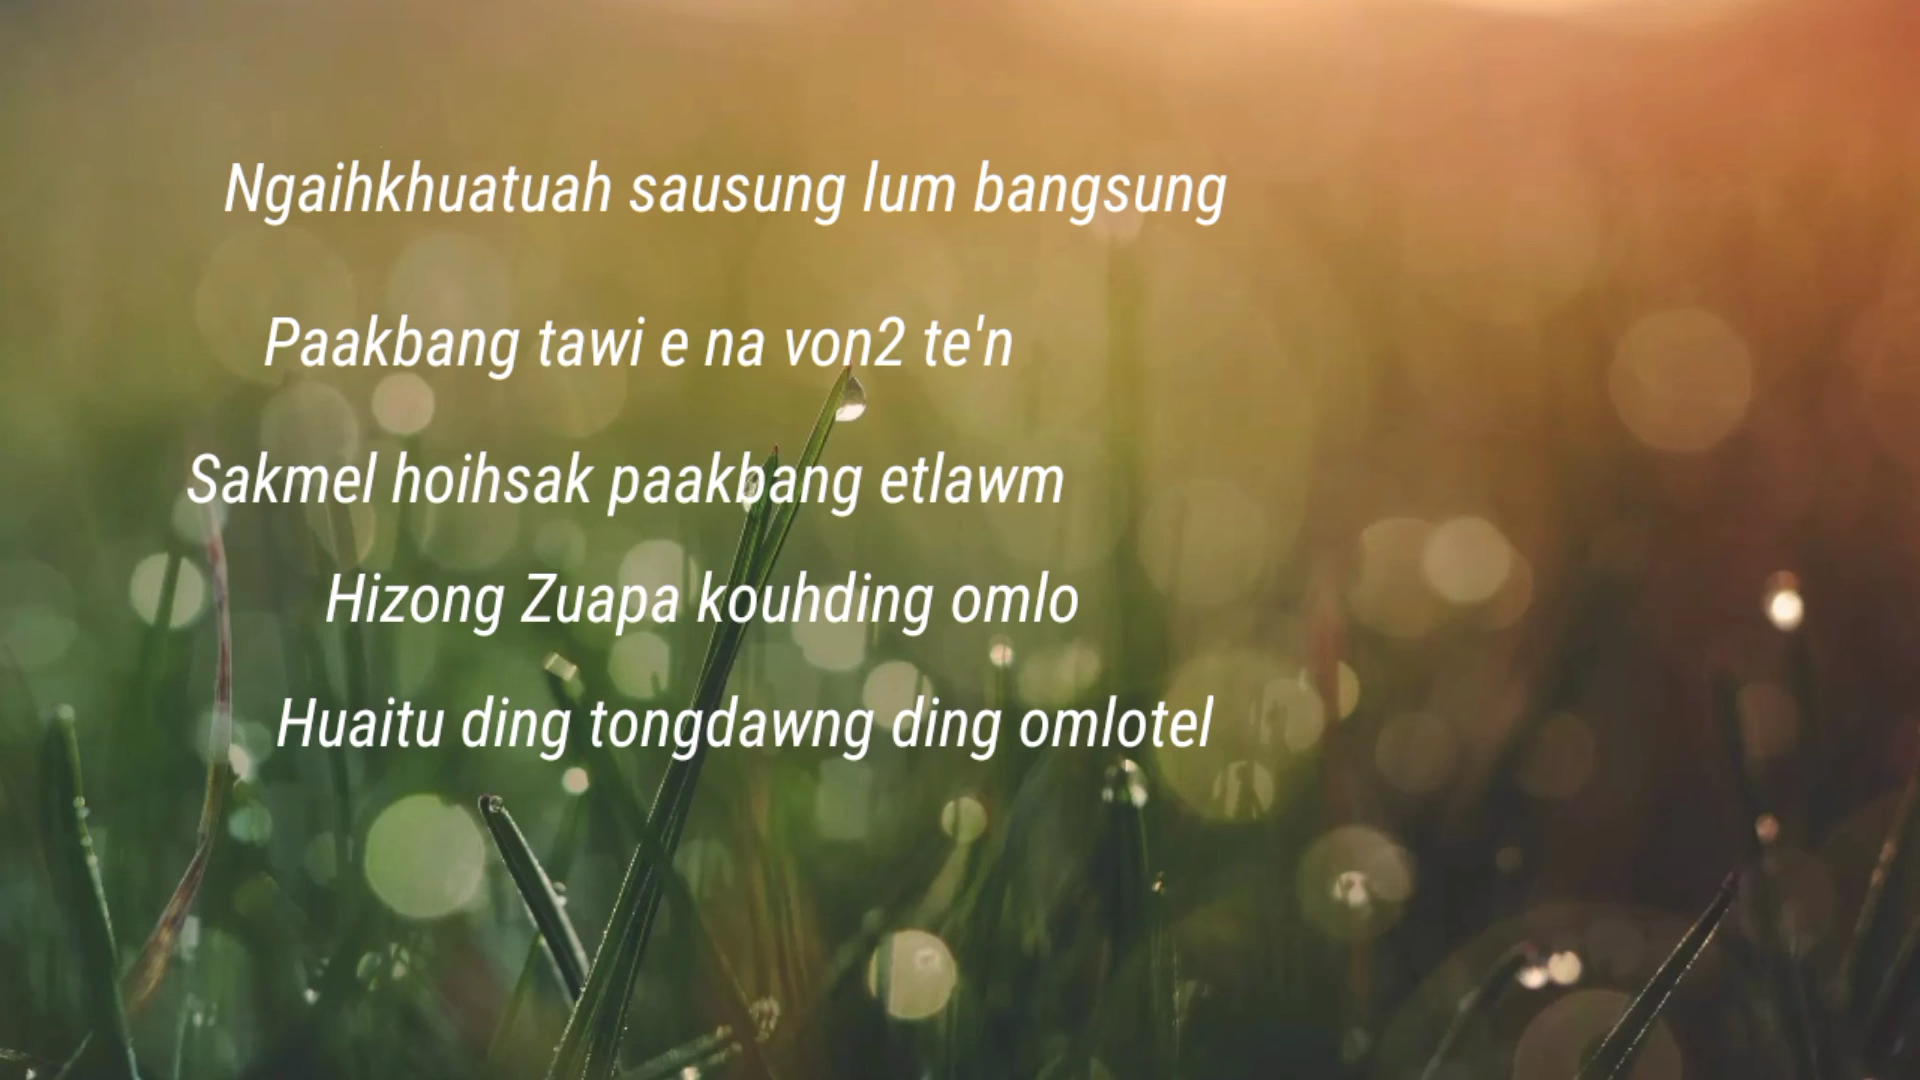 Ngaihkhuatuah sausung lum bangsung
Paakbang tawi e na von2 te'n
Sakmel hoihsak paakbang etlawm
Hizong Zuapa kouhding omlo
Huaitu ding tongdawng ding omlotel